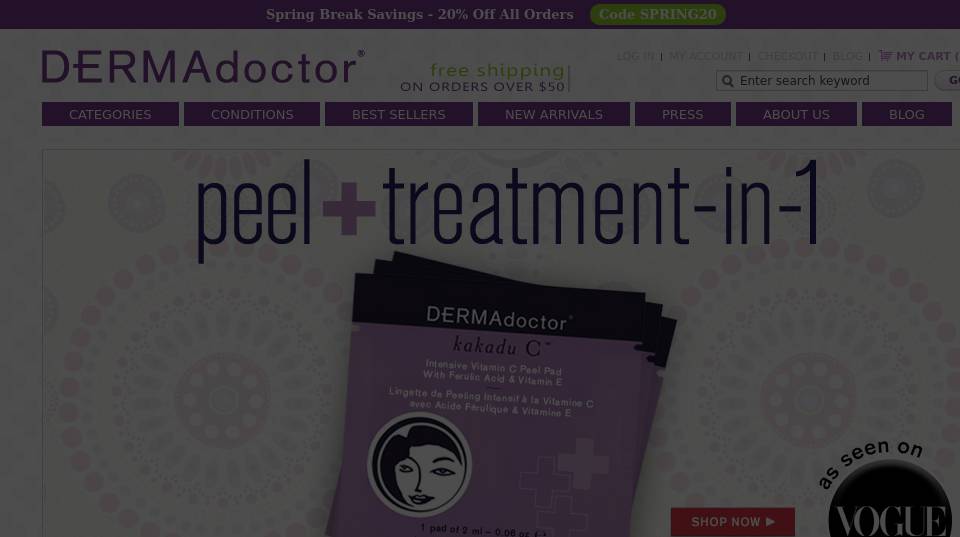 Spring Break Savings - 20% Off All Orders Code SPRING20
DERMAdoctor®
free shipping
ON ORDERS OVER $50
LOG IN | MY ACCOUNT | CHECKOUT | BLOG | MY CART (
Enter search keyword
CATEGORIES CONDITIONS BEST SELLERS NEW ARRIVALS PRESS ABOUT US BLOG
peel+treatment-in-1
DERMAdoctor®
kakadu C™
Intensive Vitamin C Peel Pad
With Ferulic Acid & Vitamin E
Lingette de Peeling Intensif à la Vitamine C
avec Acide Férulique & Vitamine E
1 pad of 2 ml – 0.06 oz
as seen on
VOGUE
SHOP NOW